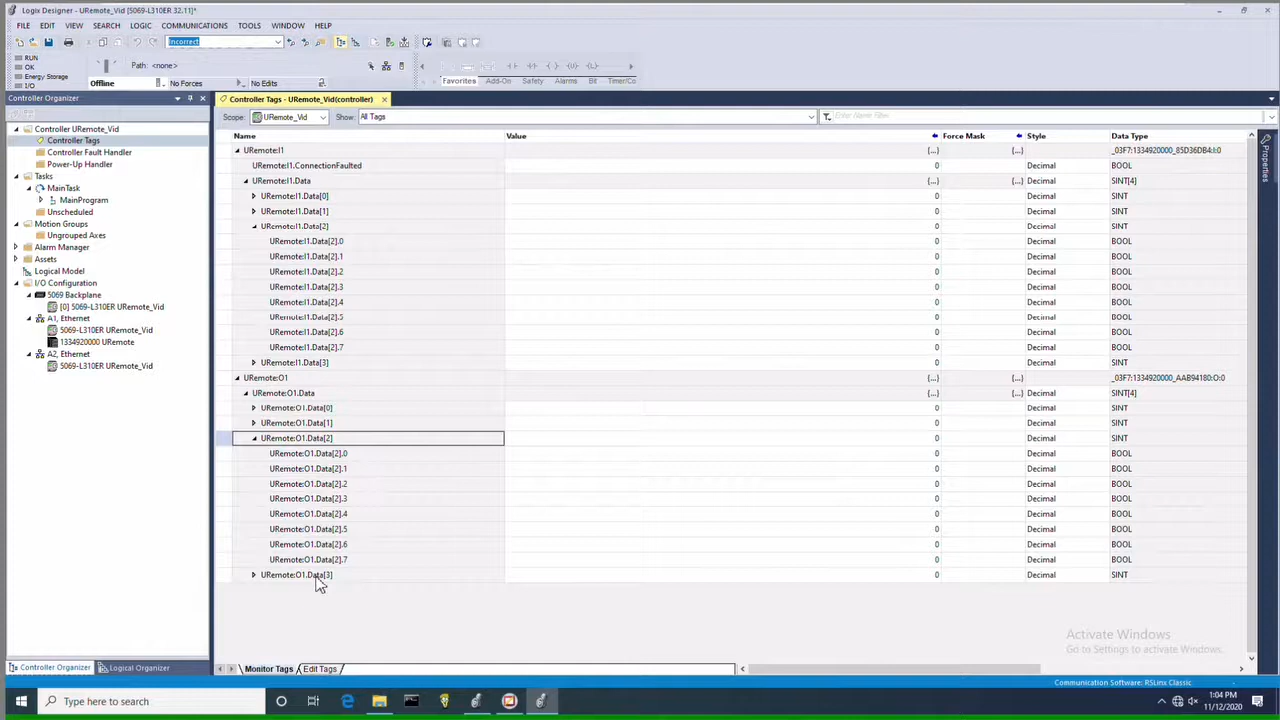 Logix Designer - URemote_Vid [5069-L310ER 32.11]*
FILE EDIT VIEW SEARCH LOGIC COMMUNICATIONS TOOLS WINDOW HELP
Incorrect
RUN
OK
Energy Storage
I/O
Path: <none>
Offline No Forces No Edits
Favorites Add-On Safety Alarms Bit Timer/Co
Controller Organizer
Controller URemote_Vid
Controller Tags
Controller Fault Handler
Power-Up Handler
Tasks
MainTask
MainProgram
Unscheduled
Motion Groups
Ungrouped Axes
Alarm Manager
Assets
Logical Model
I/O Configuration
5069 Backplane
[0] 5069-L310ER URemote_Vid
A1, Ethernet
5069-L310ER URemote_Vid
1334920000 URemote
A2, Ethernet
5069-L310ER URemote_Vid
Controller Organizer Logical Organizer
Controller Tags - URemote_Vid(controller)
Scope: URemote_Vid Show: All Tags Enter Name Filter...
Name Value Force Mask Style Data Type
URemote:I1 {...} {...} _03F7:1334920000_85D36DB4:I:0
URemote:I1.ConnectionFaulted 0 Decimal BOOL
URemote:I1.Data {...} {...} Decimal SINT[4]
URemote:I1.Data[0] 0 Decimal SINT
URemote:I1.Data[1] 0 Decimal SINT
URemote:I1.Data[2] 0 Decimal SINT
URemote:I1.Data[2].0 0 Decimal BOOL
URemote:I1.Data[2].1 0 Decimal BOOL
URemote:I1.Data[2].2 0 Decimal BOOL
URemote:I1.Data[2].3 0 Decimal BOOL
URemote:I1.Data[2].4 0 Decimal BOOL
URemote:I1.Data[2].5 0 Decimal BOOL
URemote:I1.Data[2].6 0 Decimal BOOL
URemote:I1.Data[2].7 0 Decimal BOOL
URemote:I1.Data[3] 0 Decimal SINT
URemote:O1 {...} {...} _03F7:1334920000_AAB94180:O:0
URemote:O1.Data {...} {...} Decimal SINT[4]
URemote:O1.Data[0] 0 Decimal SINT
URemote:O1.Data[1] 0 Decimal SINT
URemote:O1.Data[2] 0 Decimal SINT
URemote:O1.Data[2].0 0 Decimal BOOL
URemote:O1.Data[2].1 0 Decimal BOOL
URemote:O1.Data[2].2 0 Decimal BOOL
URemote:O1.Data[2].3 0 Decimal BOOL
URemote:O1.Data[2].4 0 Decimal BOOL
URemote:O1.Data[2].5 0 Decimal BOOL
URemote:O1.Data[2].6 0 Decimal BOOL
URemote:O1.Data[2].7 0 Decimal BOOL
URemote:O1.Data[3] 0 Decimal SINT
Properties
Monitor Tags Edit Tags
Activate Windows
Go to Settings to activate Windows.
Communication Software: RSLinx Classic
Type here to search
1:04 PM
11/12/2020